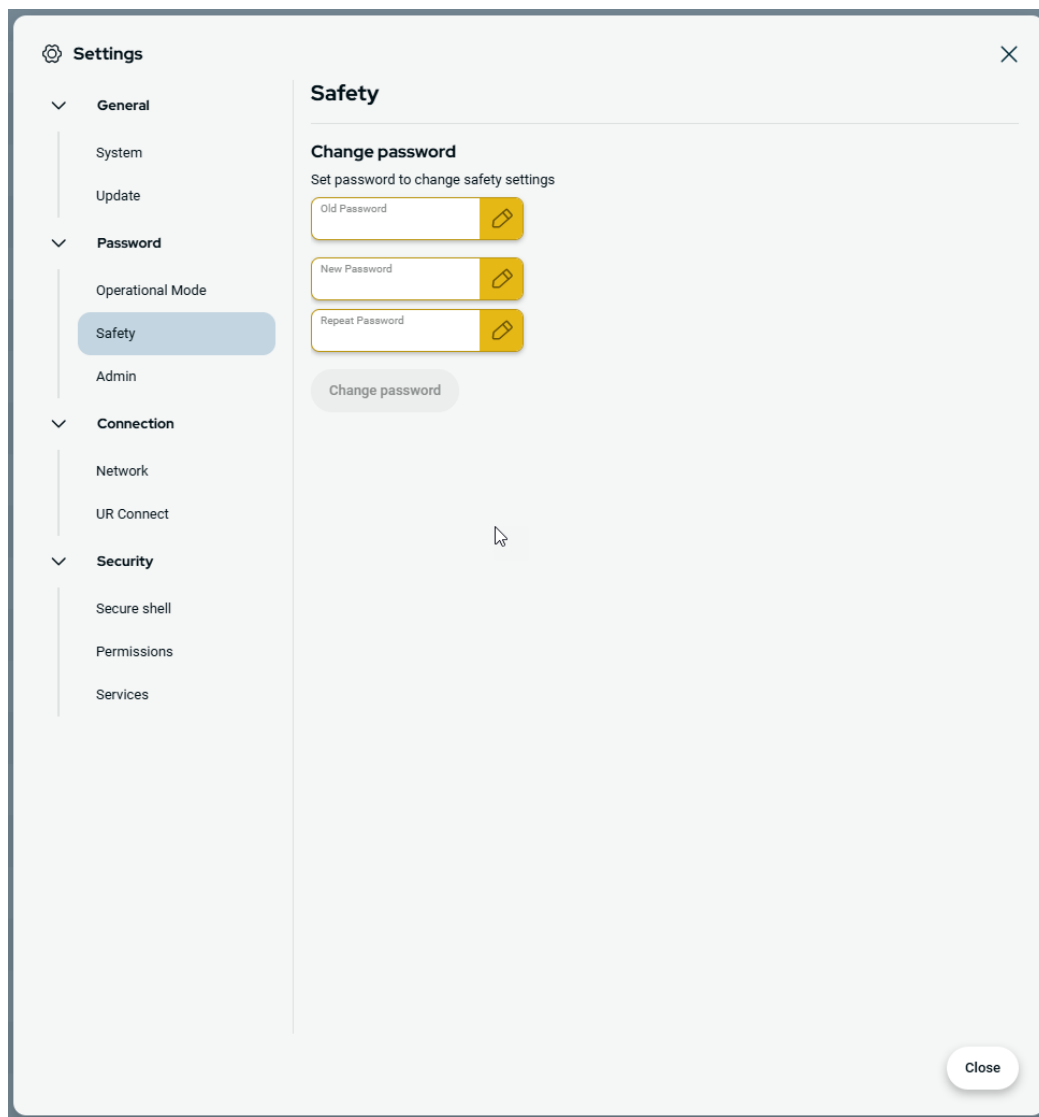 Settings
General
System
Update
Password
Operational Mode
Safety
Admin
Connection
Network
UR Connect
Security
Secure shell
Permissions
Services
Safety
Change password
Set password to change safety settings
Old Password
New Password
Repeat Password
Change password
Close